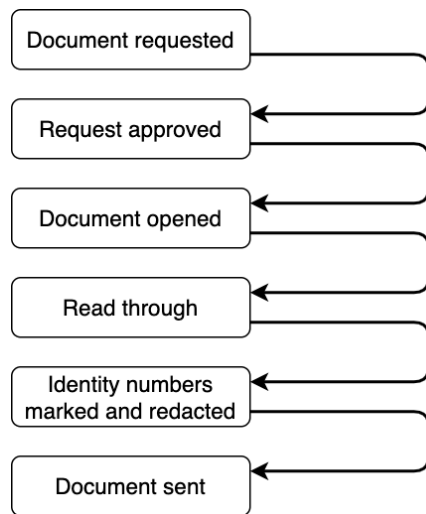 Document requested
Request approved
Document opened
Read through
Identity numbers
marked and redacted
Document sent